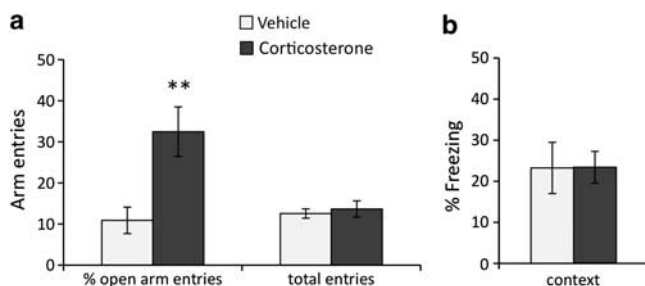 a
Vehicle
Corticosterone
b
Arm entries
50
40
30
20
10
0
**
% open arm entries
total entries
% Freezing
50
40
30
20
10
0
context